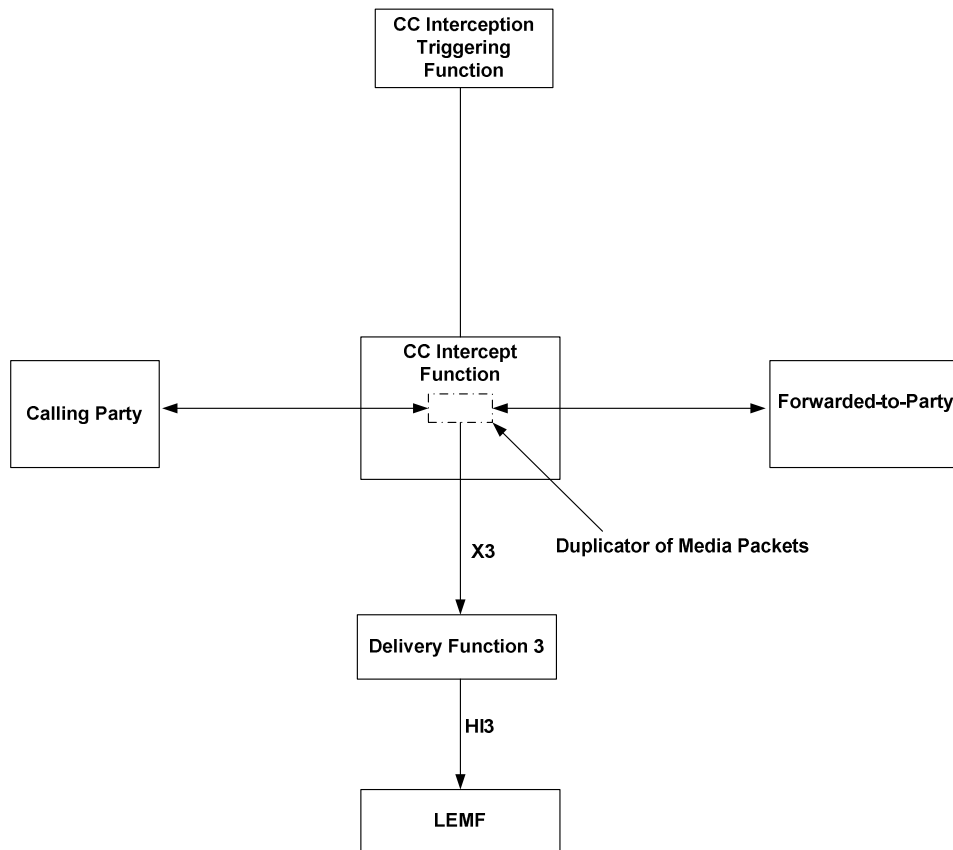 CC Interception
Triggering
Function
CC Intercept
Function
Calling Party
Forwarded-to-Party
Duplicator of Media Packets
X3
Delivery Function 3
HI3
LEMF